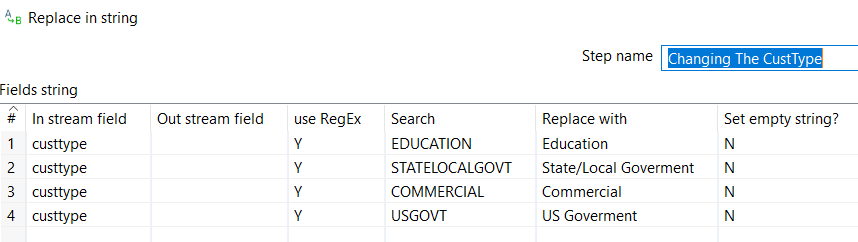 Replace in string
Step name Changing The CustType
Fields string
# In stream field Out stream field use RegEx Search Replace with Set empty string?
1 custtype Y EDUCATION Education N
2 custtype Y STATELOCALGOVT State/Local Goverment N
3 custtype Y COMMERCIAL Commercial N
4 custtype Y USGOVT US Goverment N